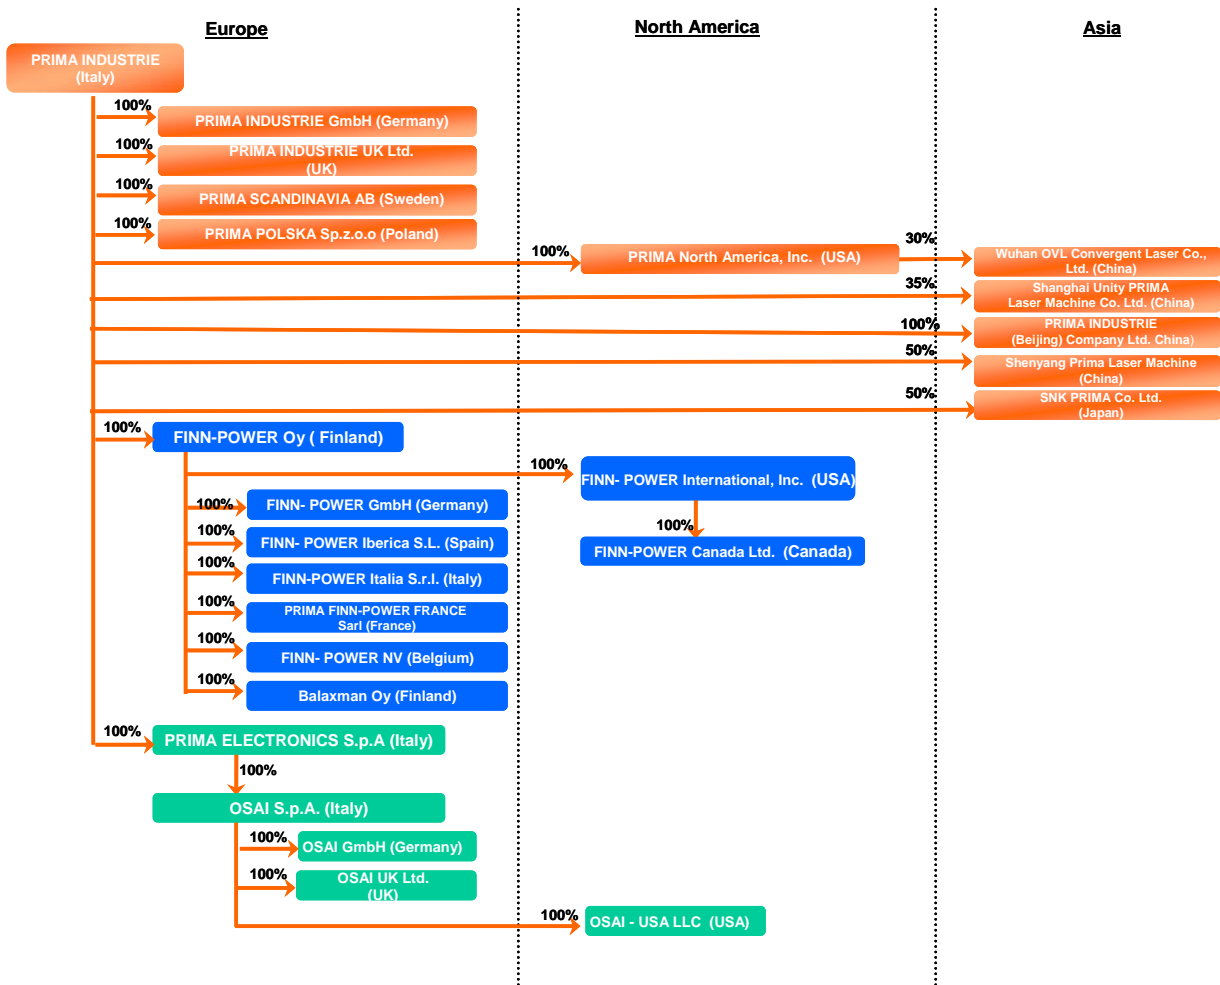 Europe
North America
Asia
PRIMA INDUSTRIE
(Italy)
100%
PRIMA INDUSTRIE GmbH (Germany)
100%
PRIMA INDUSTRIE UK Ltd.
(UK)
100%
PRIMA SCANDINAVIA AB (Sweden)
100%
PRIMA POLSKA Sp.z.o.o (Poland)
100%
PRIMA North America, Inc. (USA)
30%
Wuhan OVL Convergent Laser Co.,
Ltd. (China)
35%
Shanghai Unity PRIMA
Laser Machine Co. Ltd. (China)
100%
PRIMA INDUSTRIE
(Beijing) Company Ltd. China)
50%
Shenyang Prima Laser Machine
(China)
50%
SNK PRIMA Co. Ltd.
(Japan)
100%
FINN-POWER Oy ( Finland)
100%
FINN- POWER International, Inc. (USA)
100%
FINN-POWER Canada Ltd. (Canada)
100%
FINN- POWER GmbH (Germany)
100%
FINN- POWER Iberica S.L. (Spain)
100%
FINN-POWER Italia S.r.l. (Italy)
100%
PRIMA FINN-POWER FRANCE
Sarl (France)
100%
FINN- POWER NV (Belgium)
100%
Balaxman Oy (Finland)
100%
PRIMA ELECTRONICS S.p.A (Italy)
100%
OSAI S.p.A. (Italy)
100%
OSAI GmbH (Germany)
100%
OSAI UK Ltd.
(UK)
100%
OSAI - USA LLC (USA)